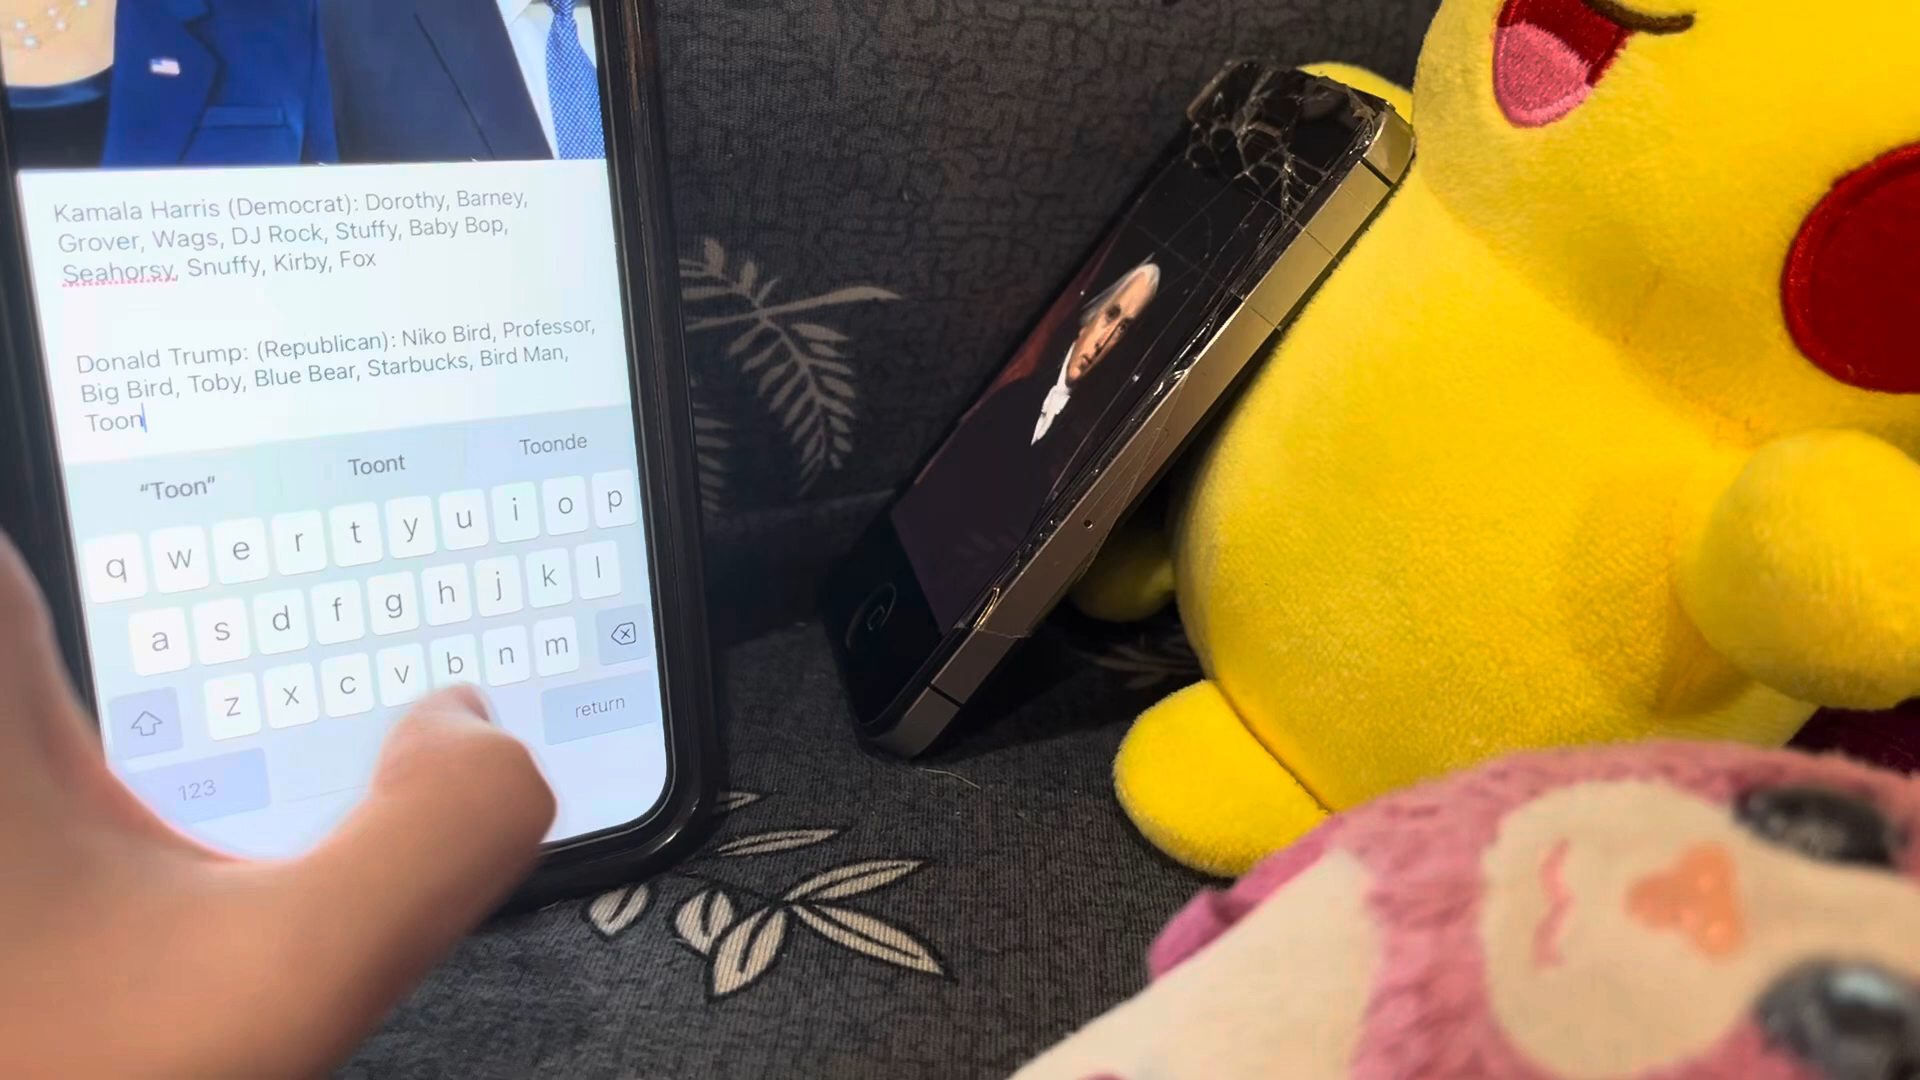 Kamala Harris (Democrat): Dorothy, Barney,
Grover, Wags, DJ Rock, Stuffy, Baby Bop,
Seahorsy, Snuffy, Kirby, Fox
Donald Trump: (Republican): Niko Bird, Professor,
Big Bird, Toby, Blue Bear, Starbucks, Bird Man,
Toon
“Toon” Toont Toonde
q w e r t y u i o p
a s d f g h j k l
z x c v b n m
123 return